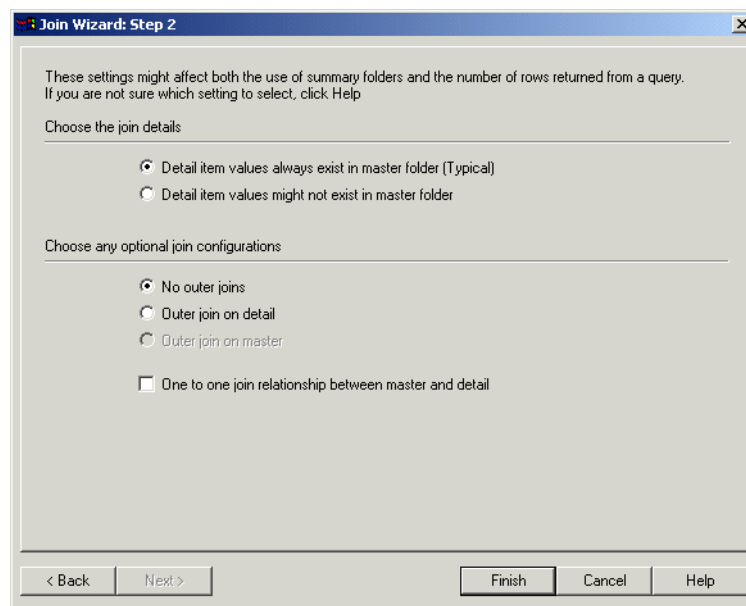 Join Wizard: Step 2
These settings might affect both the use of summary folders and the number of rows returned from a query.
If you are not sure which setting to select, click Help
Choose the join details
Detail item values always exist in master folder (Typical)
Detail item values might not exist in master folder
Choose any optional join configurations
No outer joins
Outer join on detail
Outer join on master
One to one join relationship between master and detail
< Back Next > Finish Cancel Help